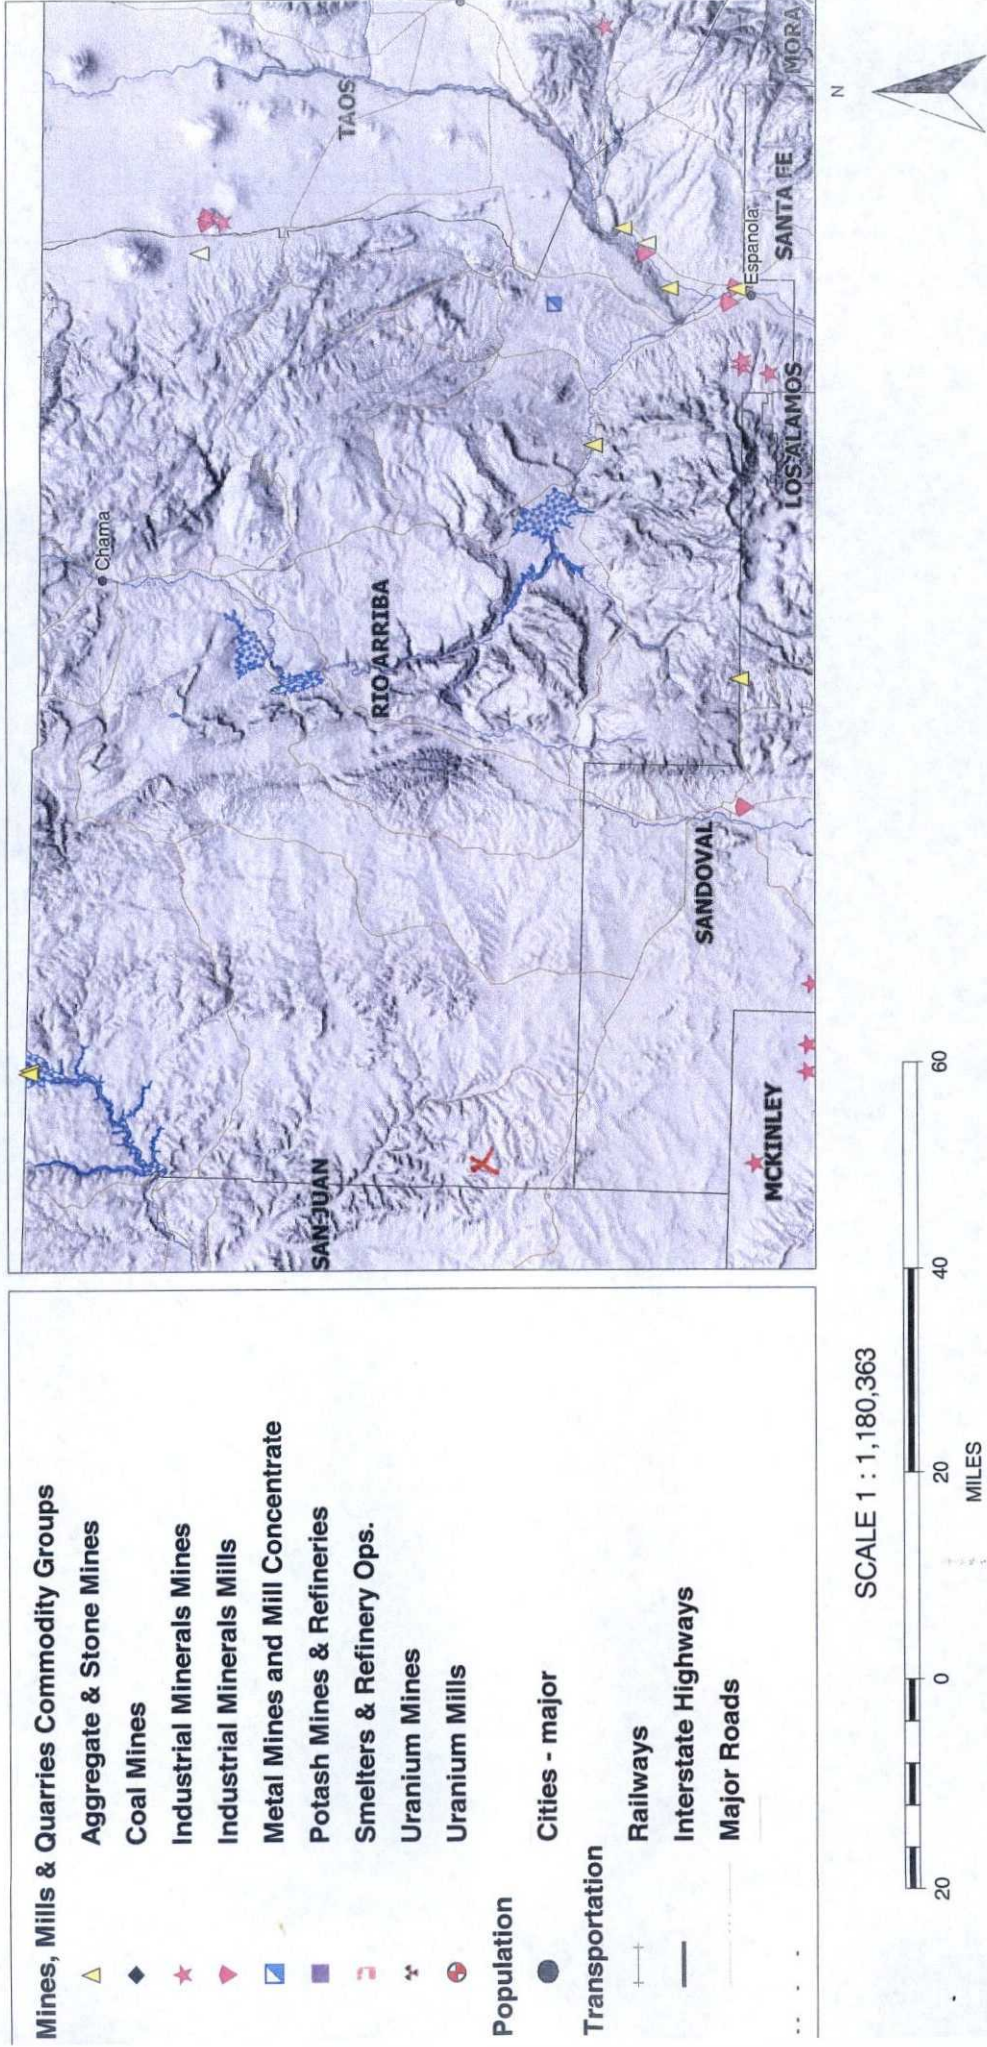 Mines, Mills & Quarries Commodity Groups
Aggregate & Stone Mines
Coal Mines
Industrial Minerals Mines
Industrial Minerals Mills
Metal Mines and Mill Concentrate
Potash Mines & Refineries
Smelters & Refinery Ops.
Uranium Mines
Uranium Mills
Population
Cities - major
Transportation
Railways
Interstate Highways
Major Roads
SAN JUAN
RIO ARRIBA
TAOS
MORA
Chama
Espanola
SANTA FE
LOS ALAMOS
SANDOVAL
MCKINLEY
X
N
SCALE 1 : 1,180,363
20 0 20 40 60
MILES